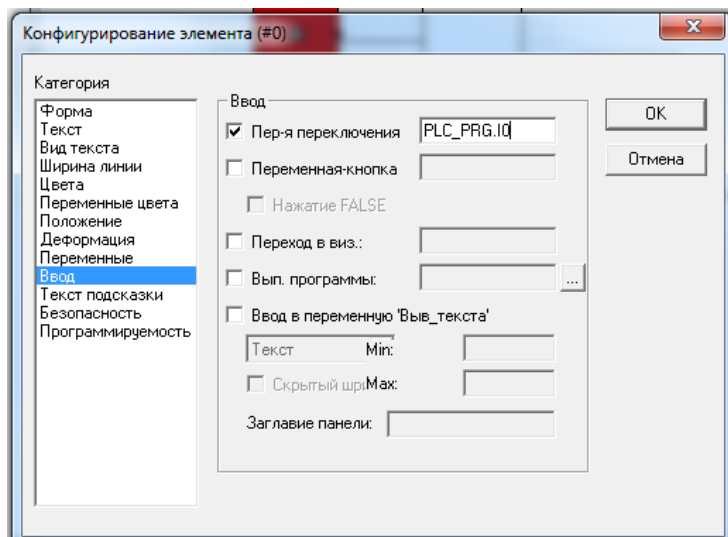 Конфигурирование элемента (#0)
Категория
Форма
Текст
Вид текста
Ширина линии
Цвета
Переменные цвета
Положение
Деформация
Переменные
Ввод
Текст подсказки
Безопасность
Программируемость
Ввод
Пер-я переключения PLC_PRG.I0
Переменная-кнопка
Нажатие FALSE
Переход в виз.:
Вып. программы: ...
Ввод в переменную 'Выв_текста'
Текст Min:
Скрытый шри Max:
Заглавие панели:
OK
Отмена